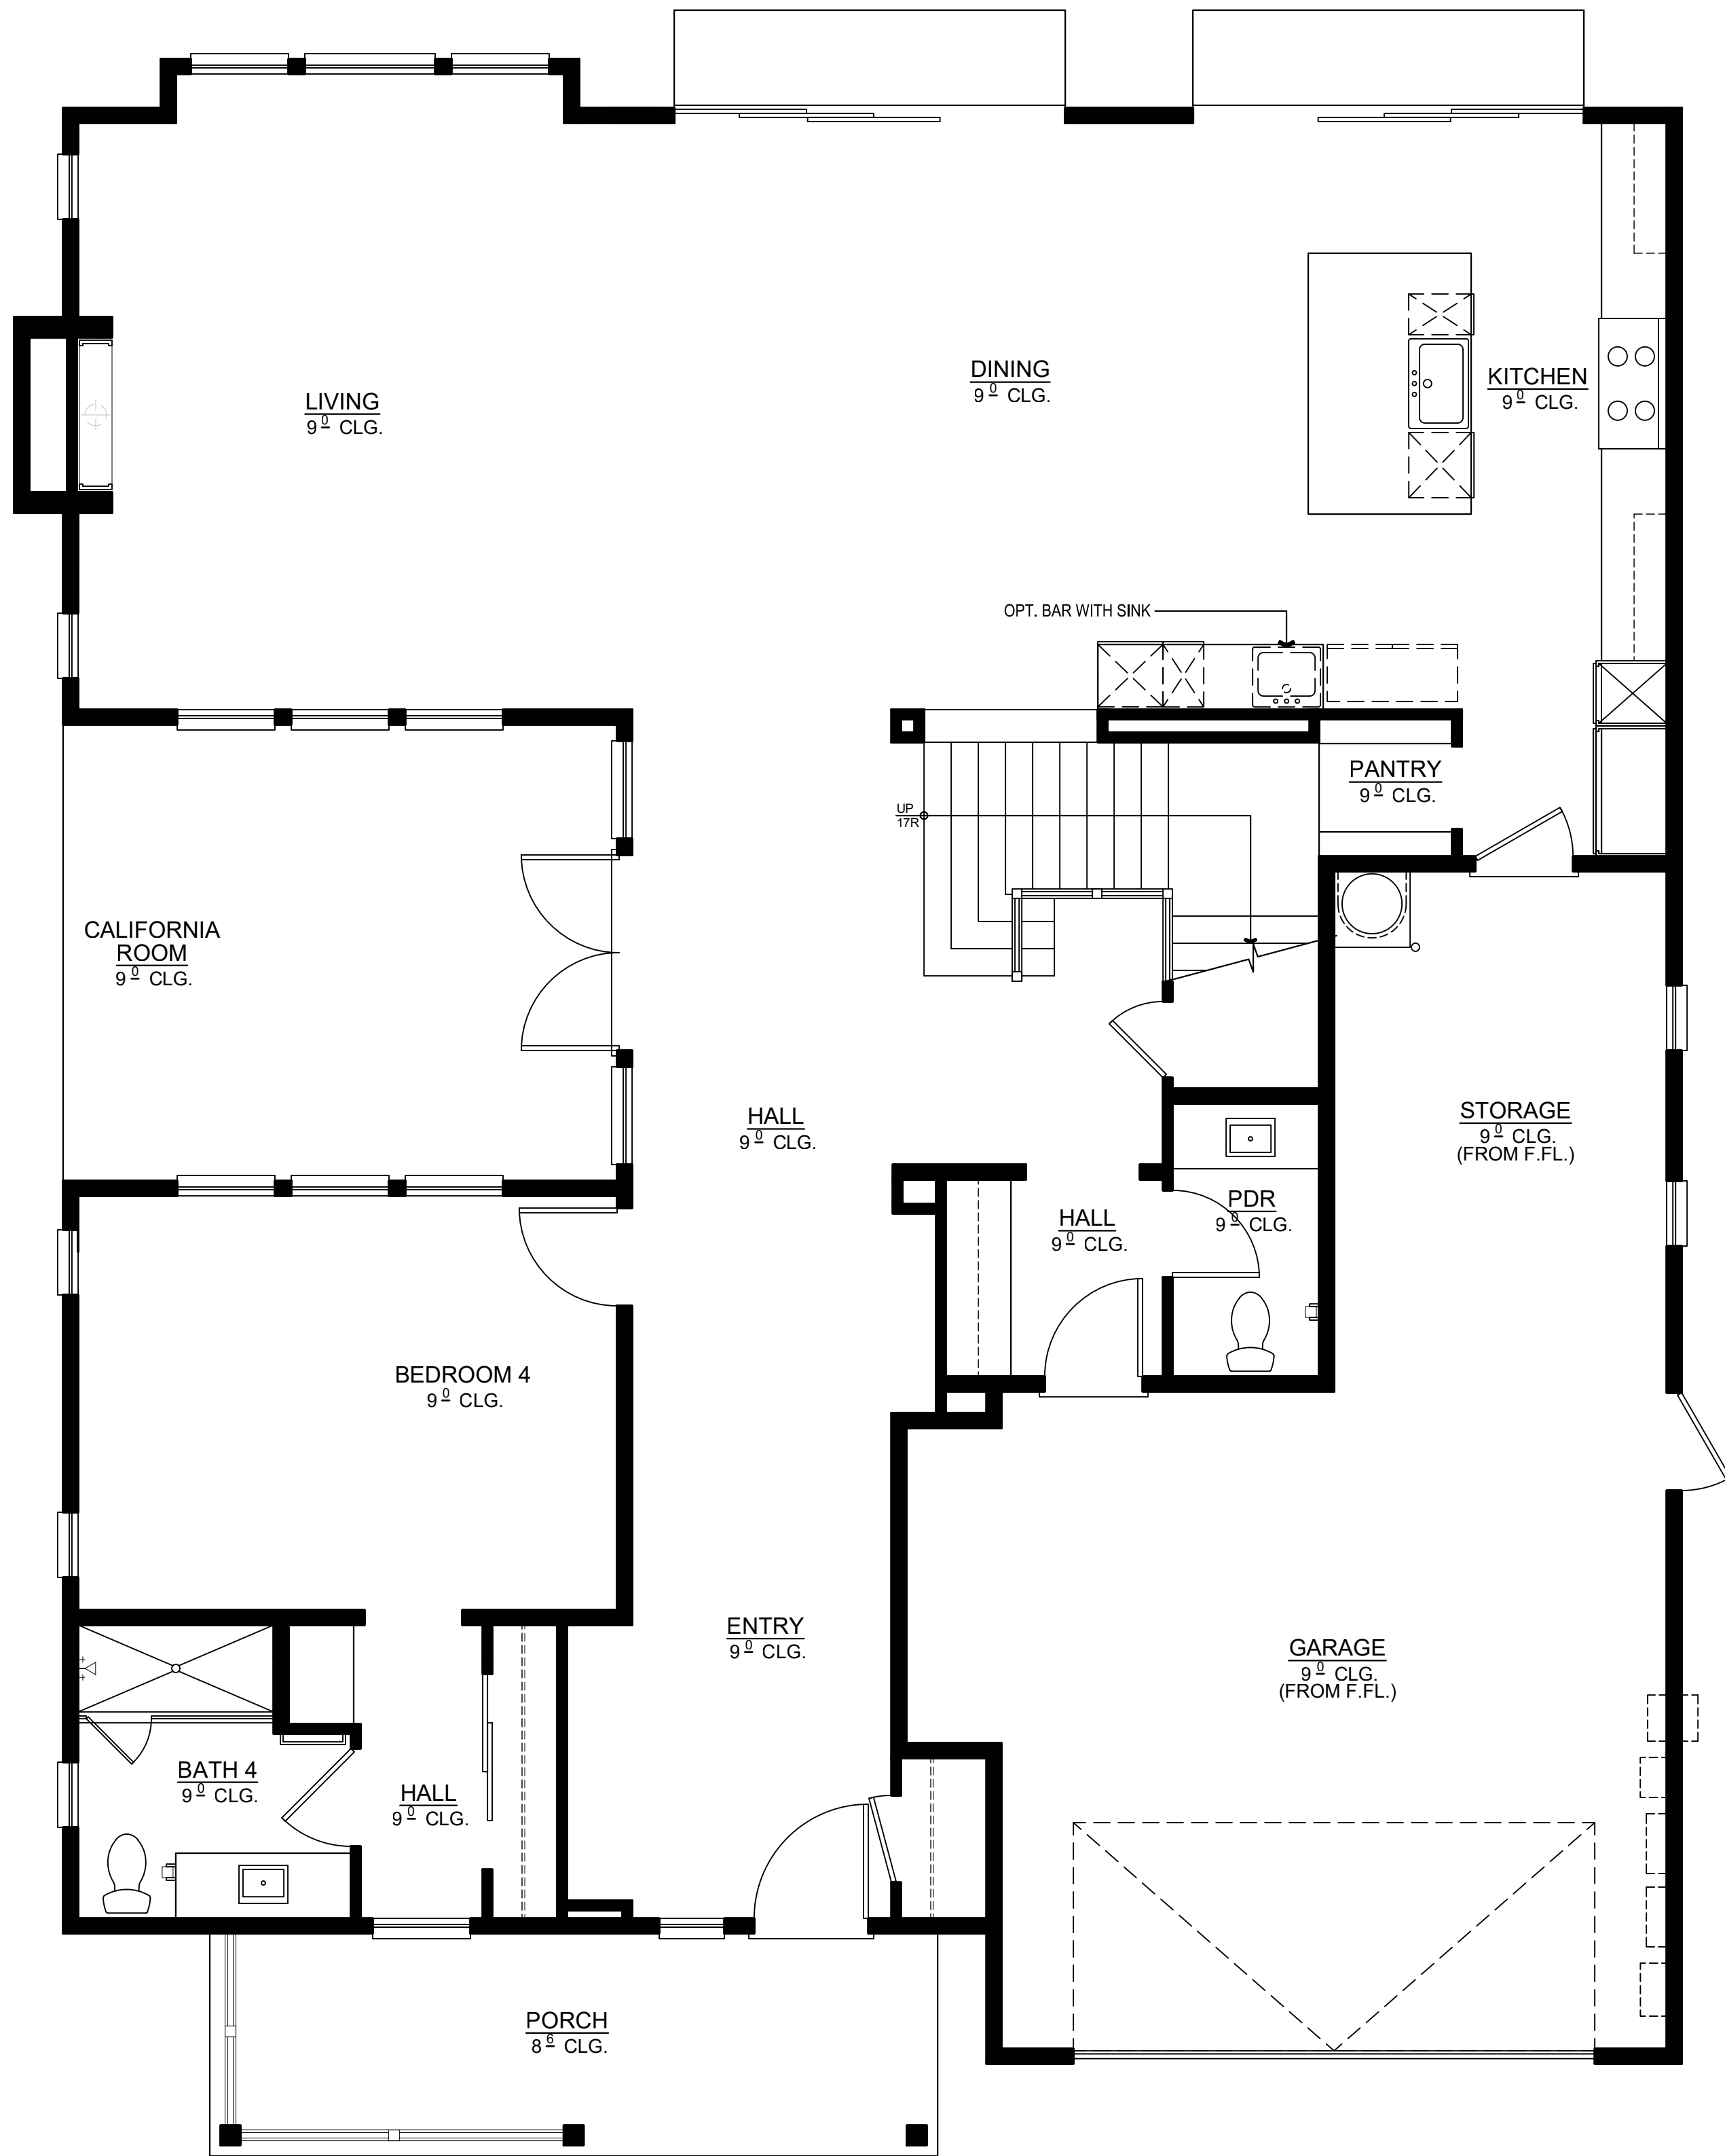 LIVING
9 0 CLG.
DINING
9 0 CLG.
KITCHEN
9 0 CLG.
OPT. BAR WITH SINK
PANTRY
9 0 CLG.
UP
17R
CALIFORNIA
ROOM
9 0 CLG.
HALL
9 0 CLG.
STORAGE
9 0 CLG.
(FROM F.FL.)
PDR
9 0 CLG.
HALL
9 0 CLG.
BEDROOM 4
9 0 CLG.
ENTRY
9 0 CLG.
GARAGE
9 0 CLG.
(FROM F.FL.)
BATH 4
9 0 CLG.
HALL
9 0 CLG.
PORCH
8 6 CLG.